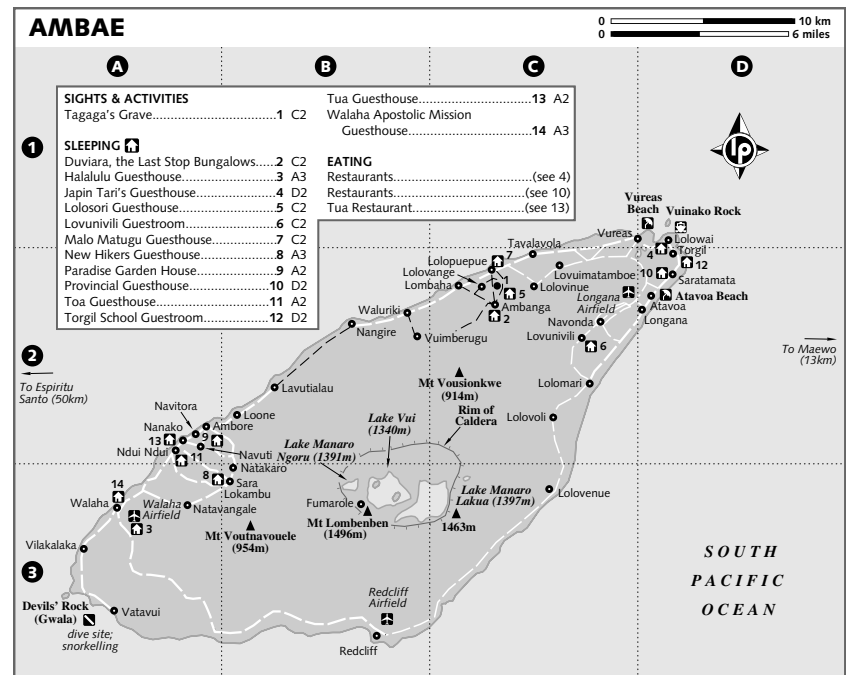 AMBAE
0 10 km
0 6 miles
A B C D
SIGHTS & ACTIVITIES
Tagaga's Grave..............................1 C2
SLEEPING
Duviara, the Last Stop Bungalows......2 C2
Halalulu Guesthouse......................3 A3
Japin Tari's Guesthouse...................4 D2
Lolosori Guesthouse.......................5 C2
Lovunivili Guestroom......................6 C2
Malo Matugu Guesthouse................7 C2
New Hikers Guesthouse..................8 A3
Paradise Garden House...................9 A2
Provincial Guesthouse...................10 D2
Toa Guesthouse...........................11 A2
Torgil School Guestroom................12 D2
Tua Guesthouse...........................13 A2
Walaha Apostolic Mission
Guesthouse................................14 A3
EATING
Restaurants................................(see 4)
Restaurants................................(see 10)
Tua Restaurant............................(see 13)
1
lp
Vureas
Beach
Vuinako Rock
Vureas
Lolowai
Torgil
4
12
10
Saratamata
Tavalavola
7
Lolopuepue
Lolovange
Lombaha
1
Lovuimatamboe
Lolovinue
5
Ambanga
2
Longana
Airfield
Atavoa Beach
Atavoa
Longana
Waluriki
Navonda
Nangire
Vuimberugu
Lovunivili
6
2
To Maewo
(13km)
To Espiritu
Santo (50km)
Mt Vousionkwe
(914m)
Lolomari
Lavutialau
Rim of
Caldera
Lolovoli
Lake Vui
(1340m)
Navitora
Loone
Nanako
Ambore
13
9
Ndui Ndui
11
Navuti
Lake Manaro
Ngoru (1391m)
Natakaro
8
Sara
Lokambu
14
Walaha
Walaha
Airfield
Natavangale
3
Fumarole
Lake Manaro
Lakua (1397m)
Lolovenue
Mt Lombenben
(1496m)
1463m
Mt Voutnavouele
(954m)
Vilakalaka
3
SOUTH
PACIFIC
OCEAN
Devils' Rock
(Gwala)
dive site;
snorkelling
Vatavui
Redcliff
Airfield
Redcliff